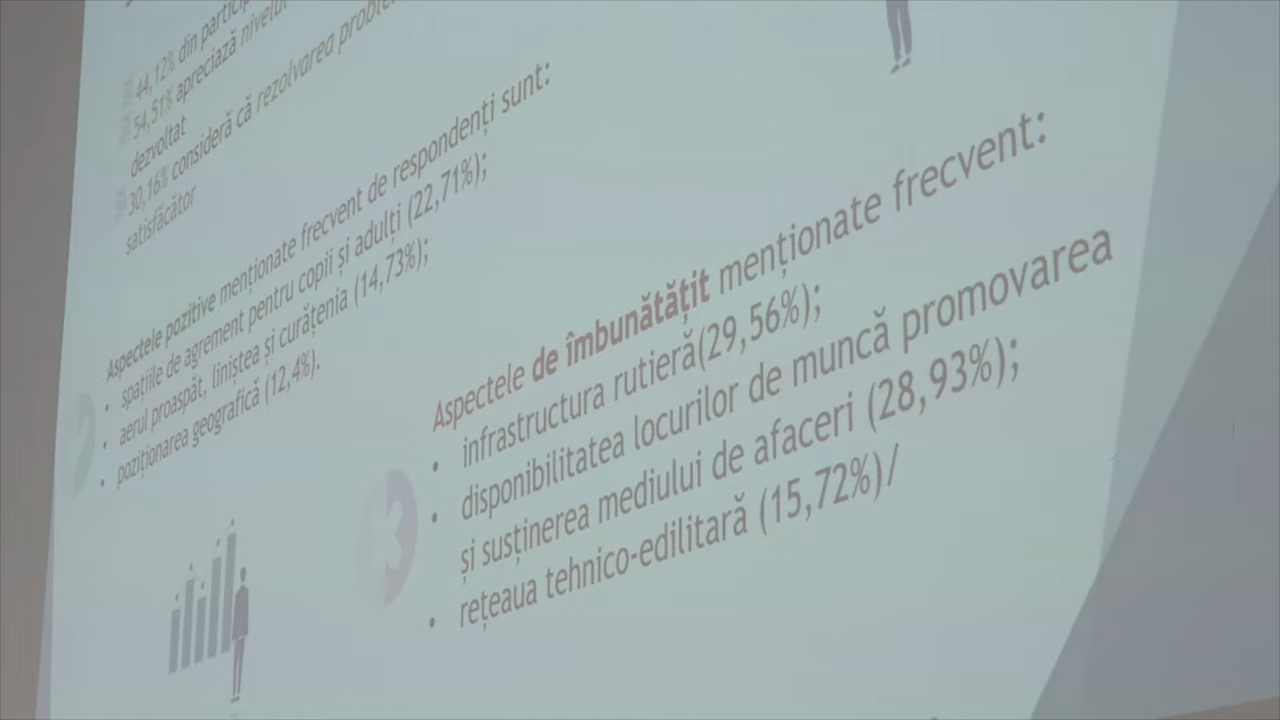 44,12% din
54,51% apreciază
dezvoltat
30,16% consideră că rezolvarea
satisfăcător
Aspectele pozitive menționate frecvent de respondenți sunt:
• spațiile de agrement pentru copii și adulți (22,71%);
• aerul proaspăt, liniștea și curățenia (14,73%);
• poziționarea geografică (12,4%).
2
3
Aspectele de îmbunătățit menționate frecvent:
• infrastructura rutieră(29,56%);
• disponibilitatea locurilor de muncă promovarea
și susținerea mediului de afaceri (28,93%);
• rețeaua tehnico-edilitară (15,72%)/